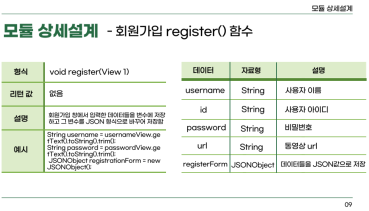 모듈 상세설계
모듈 상세설계 - 회원가입 register() 함수
형식 void register(View 1)
리턴 값 없음
설명 회원가입 창에서 입력한 데이터들을 변수에 저장
하고 그 변수를 JSON 형식으로 바꾸어 저장함
예시 String username = usernameView.ge
tText().toString().trim();
String password = passwordView.ge
tText().toString().trim();
JSONObject registrationForm = new
JSONObject();
데이터 자료형 설명
username String 사용자 이름
id String 사용자 아이디
password String 비밀번호
url String 동영상 url
registerForm JSONObject 데이터들을 JSON값으로 저장
09